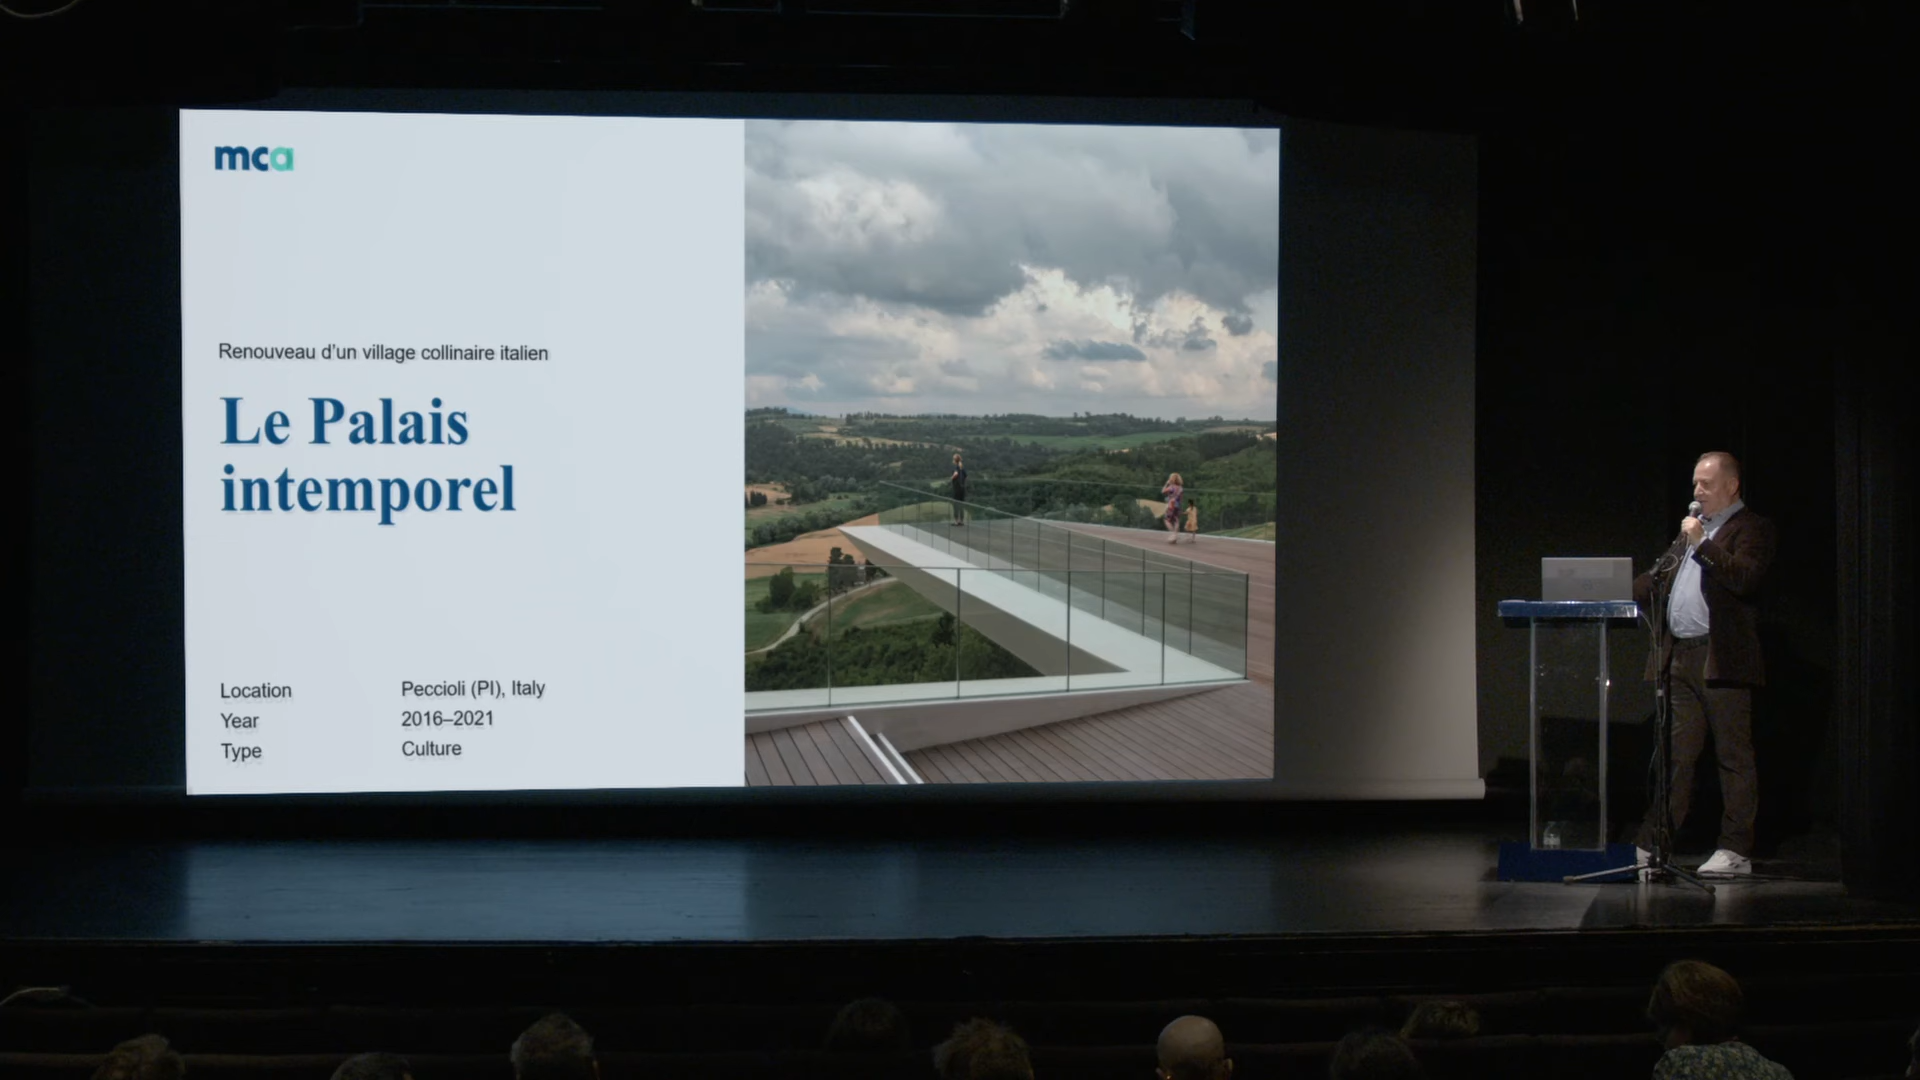 mca
Renouveau d’un village collinaire italien
Le Palais
intemporel
Location Peccioli (PI), Italy
Year 2016–2021
Type Culture